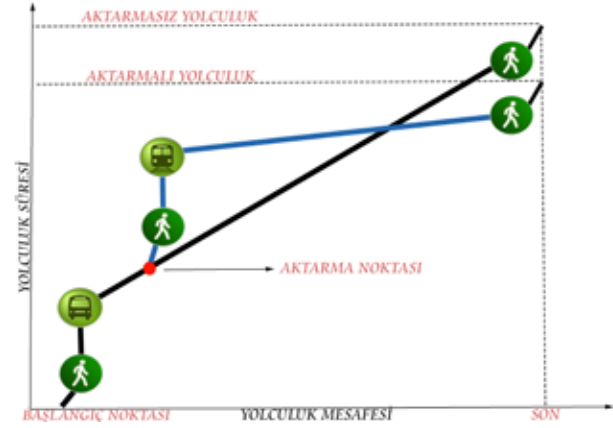 AKTARMASIZ YOLCULUK
AKTARMALI YOLCULUK
YOLCULUK SÜRESİ
AKTARMA NOKTASI
BAŞLANGIÇ NOKTASI
YOLCULUK MESAFESİ
SON